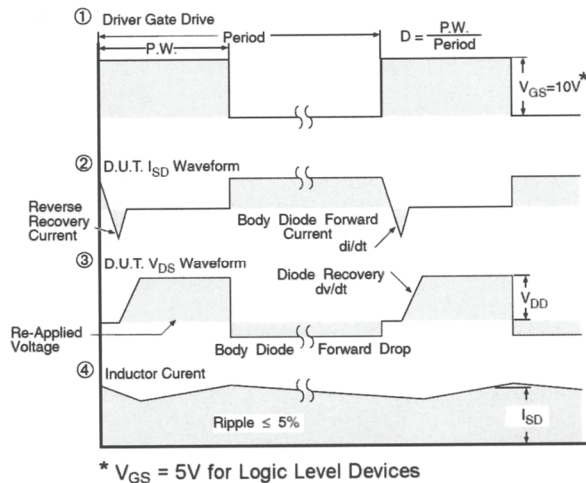 ① Driver Gate Drive
Period
P.W.
D = P.W. / Period
V_GS=10V*
② D.U.T. I_SD Waveform
Reverse
Recovery
Current
Body Diode Forward
Current
di/dt
③ D.U.T. V_DS Waveform
Diode Recovery
dv/dt
V_DD
Re-Applied
Voltage
Body Diode Forward Drop
④ Inductor Curent
Ripple ≤ 5%
I_SD
* V_GS = 5V for Logic Level Devices